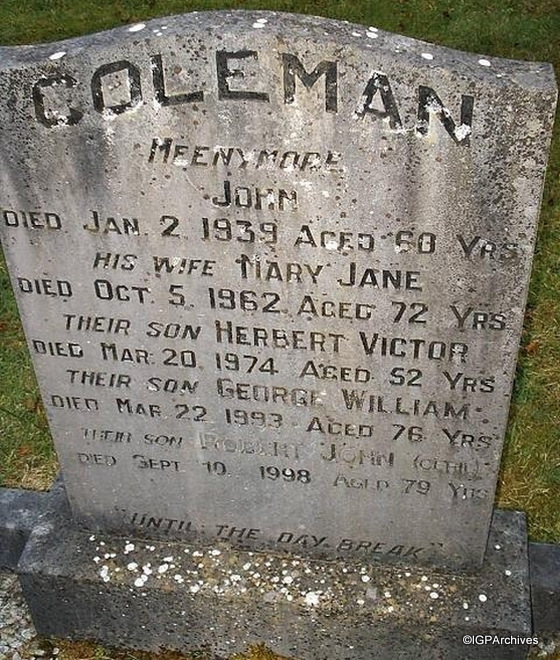 COLEMAN
MEENYMORE
JOHN
DIED JAN. 2. 1939 AGED 60 YRS
HIS WIFE MARY JANE
DIED OCT. 5. 1962. AGED 72 YRS
THEIR SON HERBERT VICTOR
DIED MAR. 20. 1974 AGED 52 YRS
THEIR SON GEORGE WILLIAM
DIED MAR. 22 1993 AGED 76 YRS
THEIR SON ROBERT JOHN
DIED SEPT. 10. 1998 AGED 79 YRS
"UNTIL THE DAY BREAK"
©IGPArchives